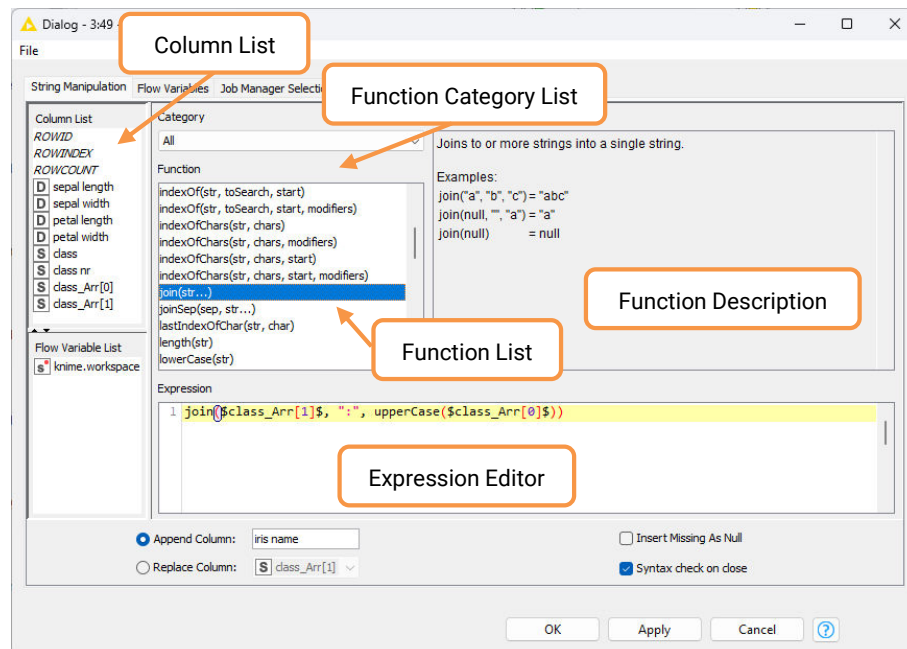 Dialog - 3:49 -
File
Column List
String Manipulation Flow Variables Job Manager Selecti
Function Category List
Column List
ROWID
ROWINDEX
ROWCOUNT
D sepal length
D sepal width
D petal length
D petal width
S class
S class nr
S class_Arr[0]
S class_Arr[1]
Flow Variable List
s knime.workspace
Category
All
Function
indexOf(str, toSearch, start)
indexOf(str, toSearch, start, modifiers)
indexOfChars(str, chars)
indexOfChars(str, chars, modifiers)
indexOfChars(str, chars, start)
indexOfChars(str, chars, start, modifiers)
join(str...)
joinSep(sep, str...)
lastIndexOfChar(str, char)
length(str)
lowerCase(str)
Function List
Joins to or more strings into a single string.
Examples:
join("a", "b", "c") = "abc"
join(null, "", "a") = "a"
join(null) = null
Function Description
Expression
1 join($class_Arr[1]$, ":", upperCase($class_Arr[0]$))
Expression Editor
Append Column: iris name
Insert Missing As Null
Replace Column: S class_Arr[1]
Syntax check on close
OK Apply Cancel ?